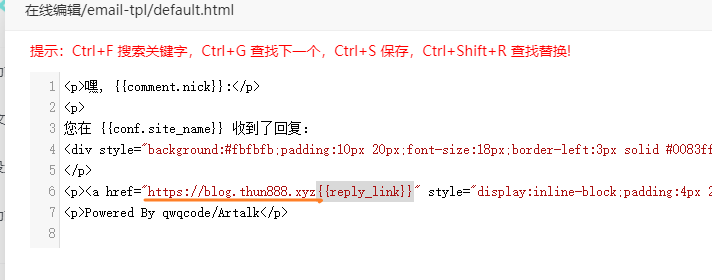 在线编辑/email-tpl/default.html
提示：Ctrl+F 搜索关键字，Ctrl+G 查找下一个，Ctrl+S 保存，Ctrl+Shift+R 查找替换!
1 <p>嘿, {{comment.nick}}:</p>
2 <p>
3 您在 {{conf.site_name}} 收到了回复:
4 <div style="background:#fbfbfb;padding:10px 20px;font-size:18px;border-left:3px solid #0083ff
5 </p>
6 <p><a href="https://blog.thun888.xyz{{reply_link}}" style="display:inline-block;padding:4px 2
7 <p>Powered By qwqcode/Artalk</p>
8